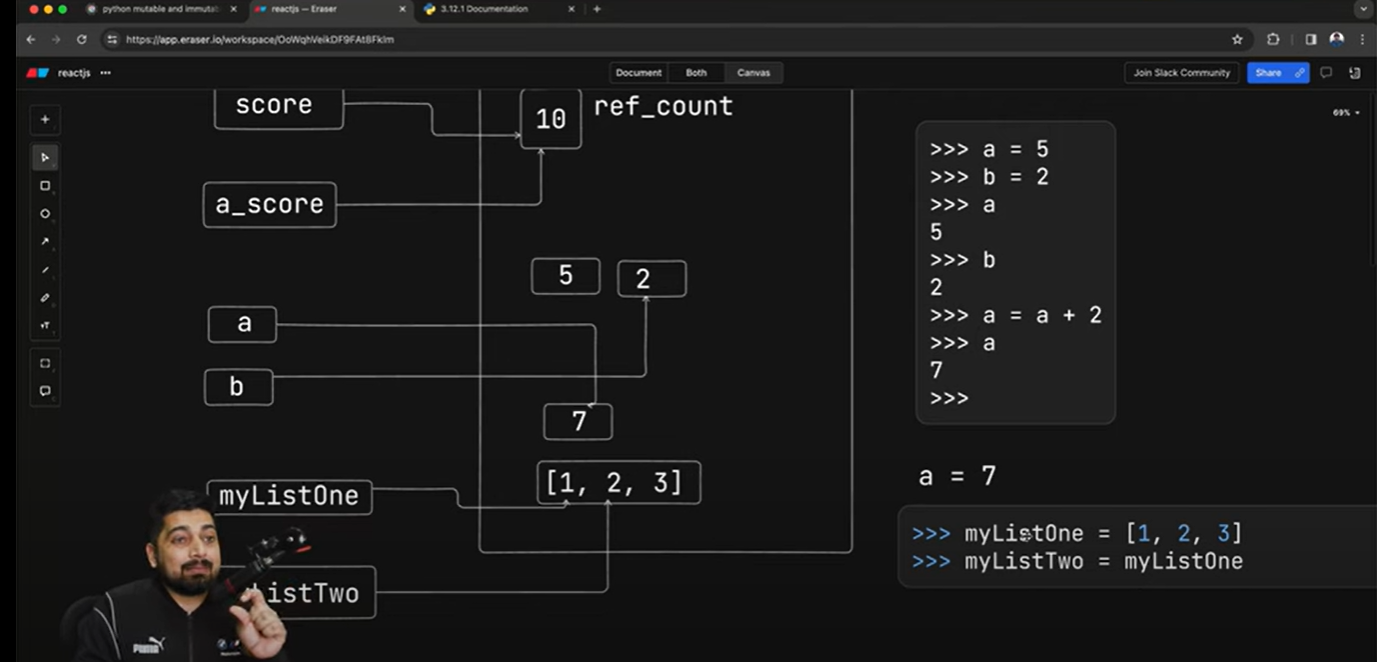 python mutable and immutab
reactjs — Eraser
3.12.1 Documentation
https://app.eraser.io/workspace/OoWqhVeikDF9FAtBFkIm
reactjs
Document Both Canvas
Join Slack Community
Share
69%
score
10
ref_count
a_score
5
2
a
b
7
myListOne
[1, 2, 3]
ListTwo
>>> a = 5
>>> b = 2
>>> a
5
>>> b
2
>>> a = a + 2
>>> a
7
>>>
a = 7
>>> myListOne = [1, 2, 3]
>>> myListTwo = myListOne
PUMA